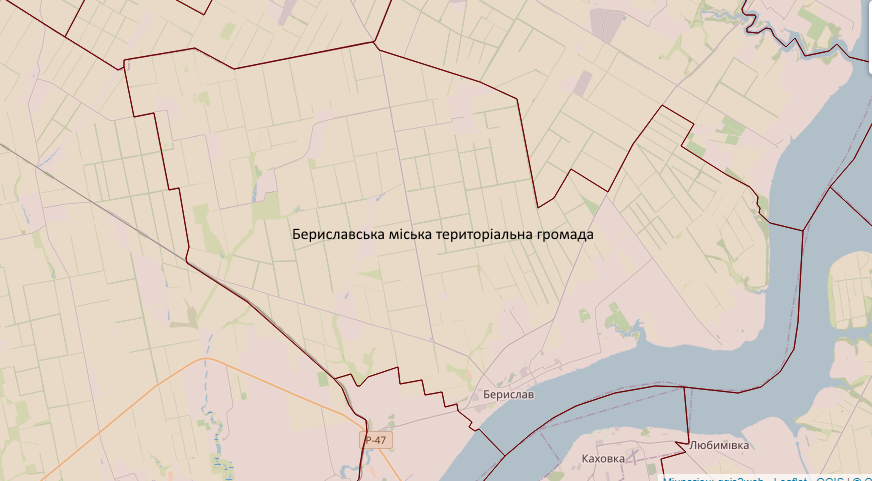 Бериславська міська територіальна громада
Берислав
Р-47
Любимівка
Каховка